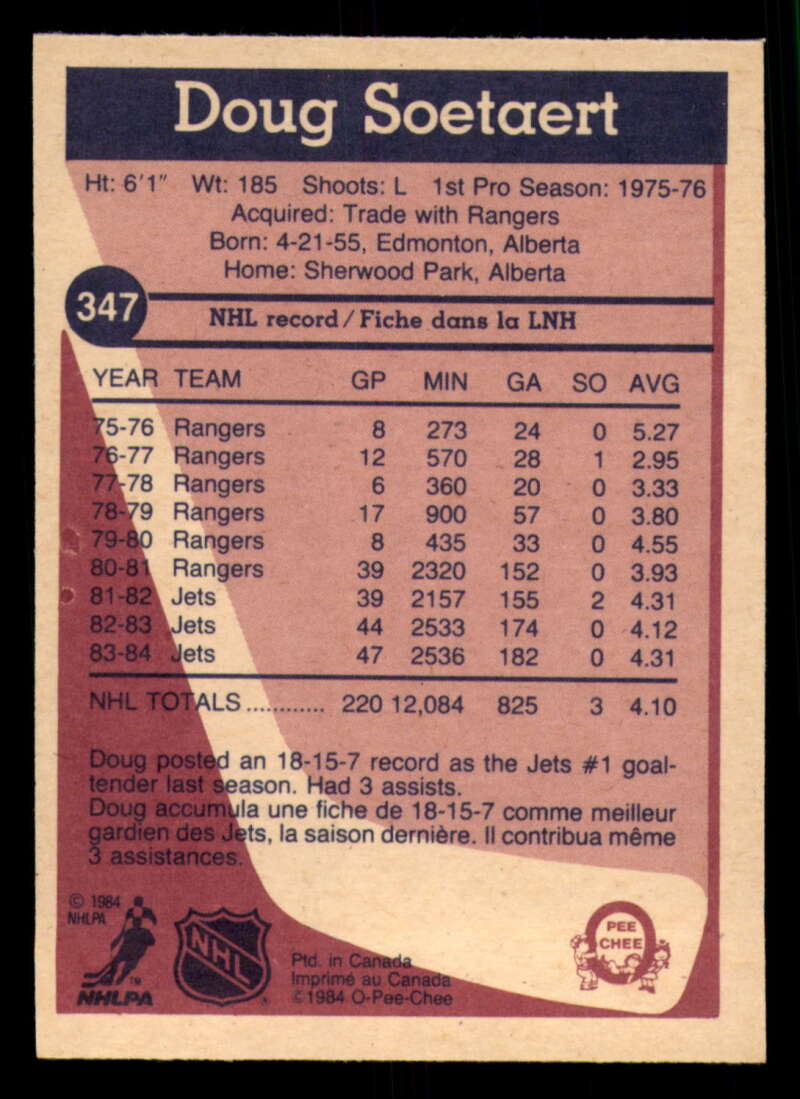 Doug Soetaert
Ht: 6'1" Wt: 185 Shoots: L 1st Pro Season: 1975-76
Acquired: Trade with Rangers
Born: 4-21-55, Edmonton, Alberta
Home: Sherwood Park, Alberta
347
NHL record / Fiche dans la LNH
YEAR TEAM GP MIN GA SO AVG
75-76 Rangers 8 273 24 0 5.27
76-77 Rangers 12 570 28 1 2.95
77-78 Rangers 6 360 20 0 3.33
78-79 Rangers 17 900 57 0 3.80
79-80 Rangers 8 435 33 0 4.55
80-81 Rangers 39 2320 152 0 3.93
81-82 Jets 39 2157 155 2 4.31
82-83 Jets 44 2533 174 0 4.12
83-84 Jets 47 2536 182 0 4.31
NHL TOTALS ............ 220 12,084 825 3 4.10
Doug posted an 18-15-7 record as the Jets #1 goal-
tender last season. Had 3 assists.
Doug accumula une fiche de 18-15-7 comme meilleur
gardien des Jets, la saison dernière. Il contribua même
3 assistances.
© 1984
NHLPA
TM
NHLPA
NHL
®
Ptd. in Canada
Imprimé au Canada
© 1984 O-Pee-Chee
PEE
CHEE